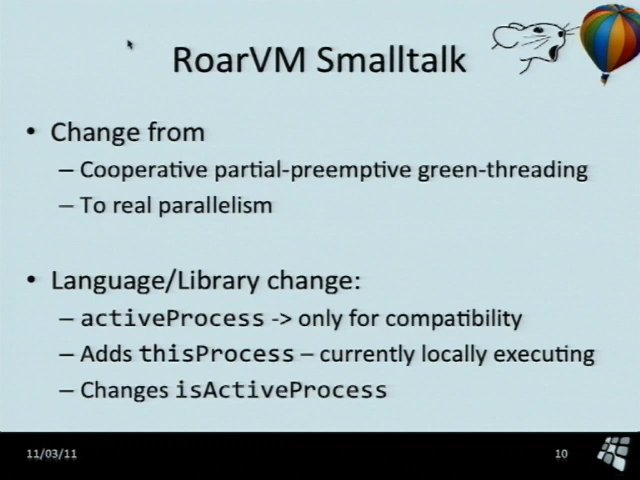 RoarVM Smalltalk
• Change from
– Cooperative partial-preemptive green-threading
– To real parallelism
• Language/Library change:
– activeProcess -> only for compatibility
– Adds thisProcess – currently locally executing
– Changes isActiveProcess
11/03/11
10